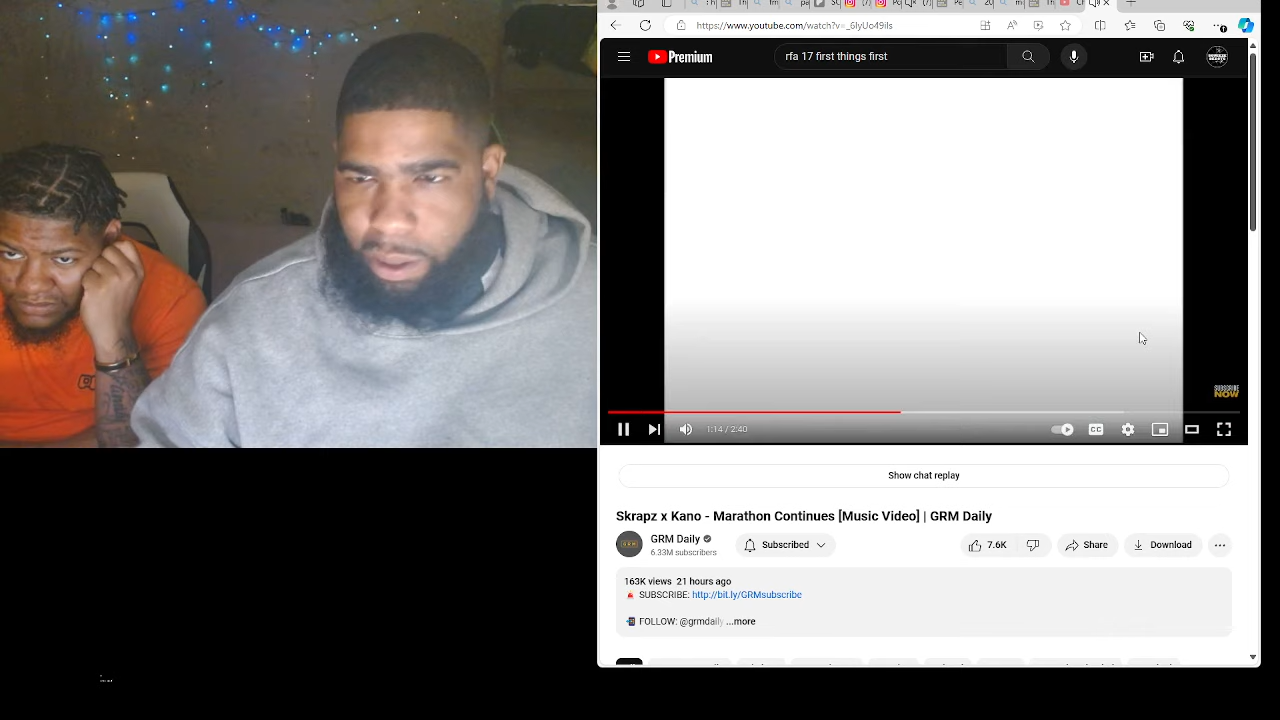 https://www.youtube.com/watch?v=_6lyUo49iIs
Premium
rfa 17 first things first
SUBSCRIBE
NOW
1:14 / 2:40
CC
Show chat replay
Skrapz x Kano - Marathon Continues [Music Video] | GRM Daily
GRM Daily
6.33M subscribers
Subscribed
7.6K
Share
Download
163K views 21 hours ago
SUBSCRIBE: http://bit.ly/GRMsubscribe
FOLLOW: @grmdaily ...more